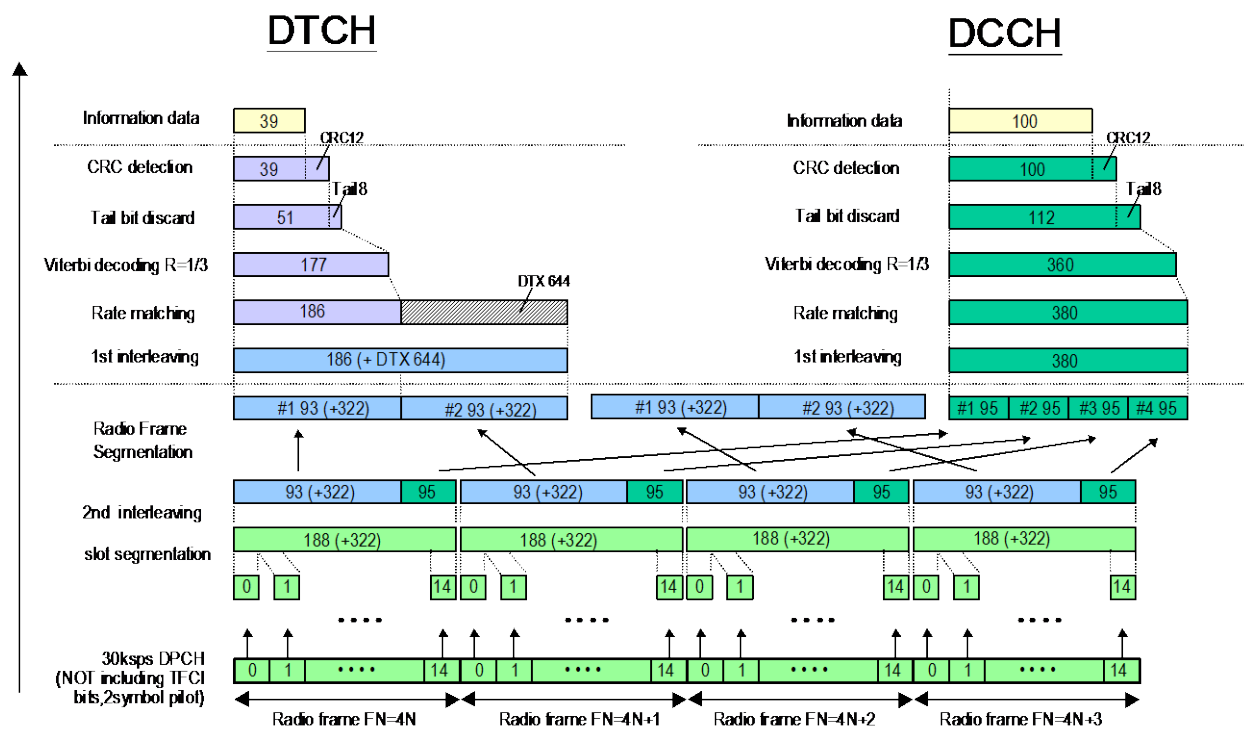 DTCH
DCCH
Information data
39
Information data
100
CRC12
CRC12
CRC detection
39
CRC detection
100
Tail8
Tail8
Tail bit discard
51
Tail bit discard
112
Viterbi decoding R=1/3
177
Viterbi decoding R=1/3
360
DTX 644
Rate matching
186
Rate matching
380
1st interleaving
186 (+ DTX 644)
1st interleaving
380
#1 93 (+322)
#2 93 (+322)
#1 93 (+322)
#2 93 (+322)
#1 95
#2 95
#3 95
#4 95
Radio Frame
Segmentation
93 (+322)
95
93 (+322)
95
93 (+322)
95
93 (+322)
95
2nd interleaving
slot segmentation
188 (+322)
188 (+322)
188 (+322)
188 (+322)
0
1
14
0
1
14
0
1
14
0
1
14
• • • •
• • • •
• • • •
• • • •
30ksps DPCH
(NOT including TFCI
bits,2symbol pilot)
0
1
• • • •
14
0
1
• • • •
14
0
1
• • • •
14
0
1
• • • •
14
Radio frame FN=4N
Radio frame FN=4N+1
Radio frame FN=4N+2
Radio frame FN=4N+3